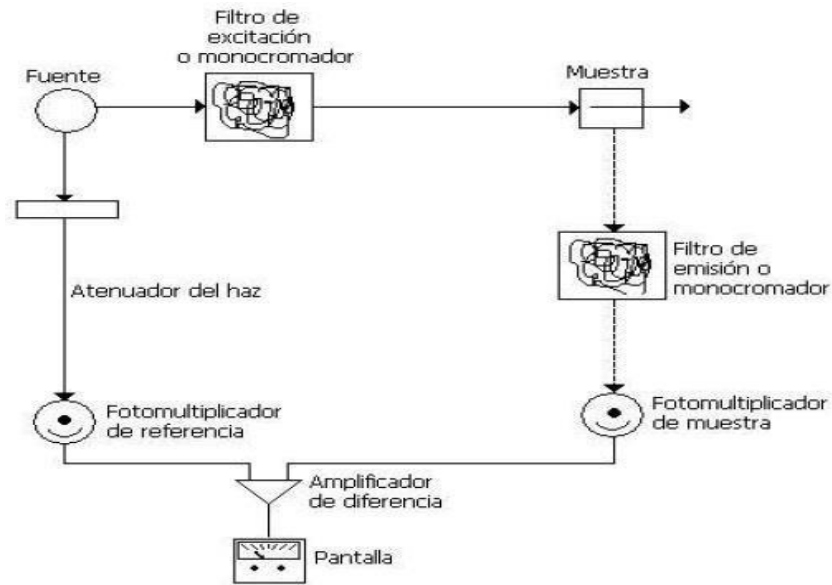 Filtro de
excitación
o monocromador
Fuente
Muestra
Filtro de
emisión o
monocromador
Atenuador del haz
Fotomultiplicador
de referencia
Fotomultiplicador
de muestra
Amplificador
de diferencia
Pantalla